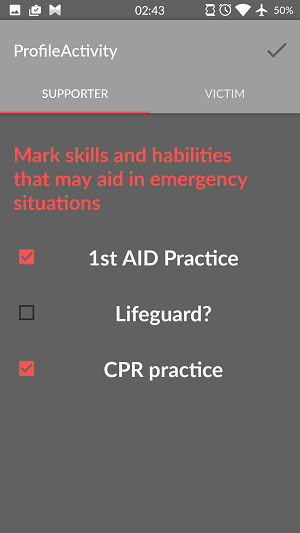 02:43
50%
ProfileActivity
SUPPORTER
VICTIM
Mark skills and habilities
that may aid in emergency
situations
1st AID Practice
Lifeguard?
CPR practice